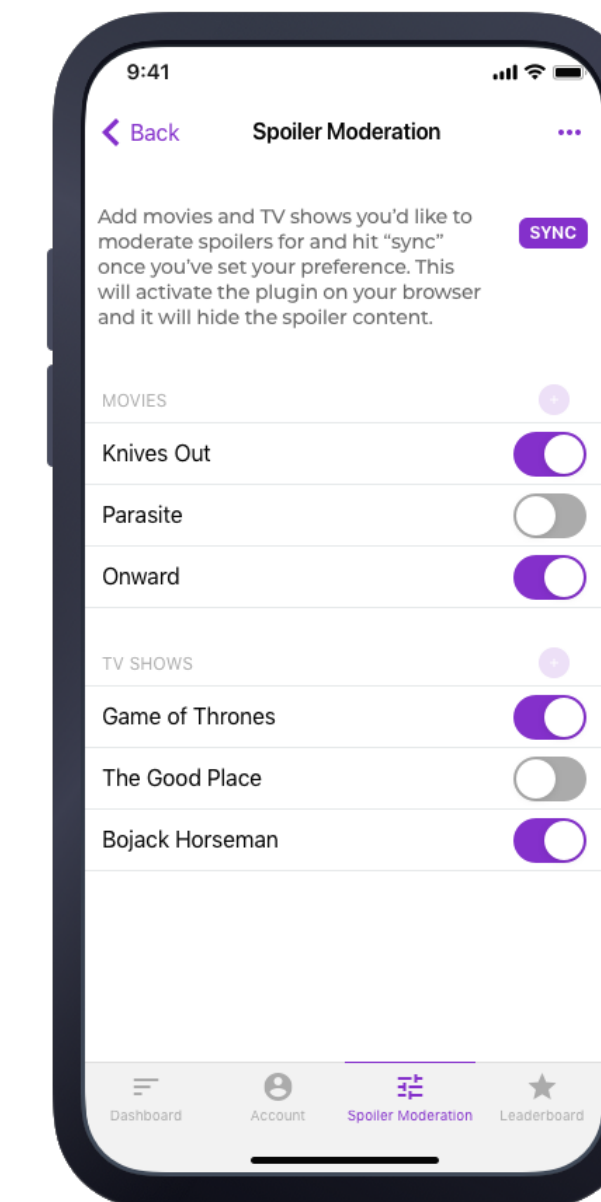 9:41
Back
Spoiler Moderation
Add movies and TV shows you’d like to
moderate spoilers for and hit “sync”
once you’ve set your preference. This
will activate the plugin on your browser
and it will hide the spoiler content.
SYNC
MOVIES
+
Knives Out
Parasite
Onward
TV SHOWS
+
Game of Thrones
The Good Place
Bojack Horseman
Dashboard
Account
Spoiler Moderation
Leaderboard